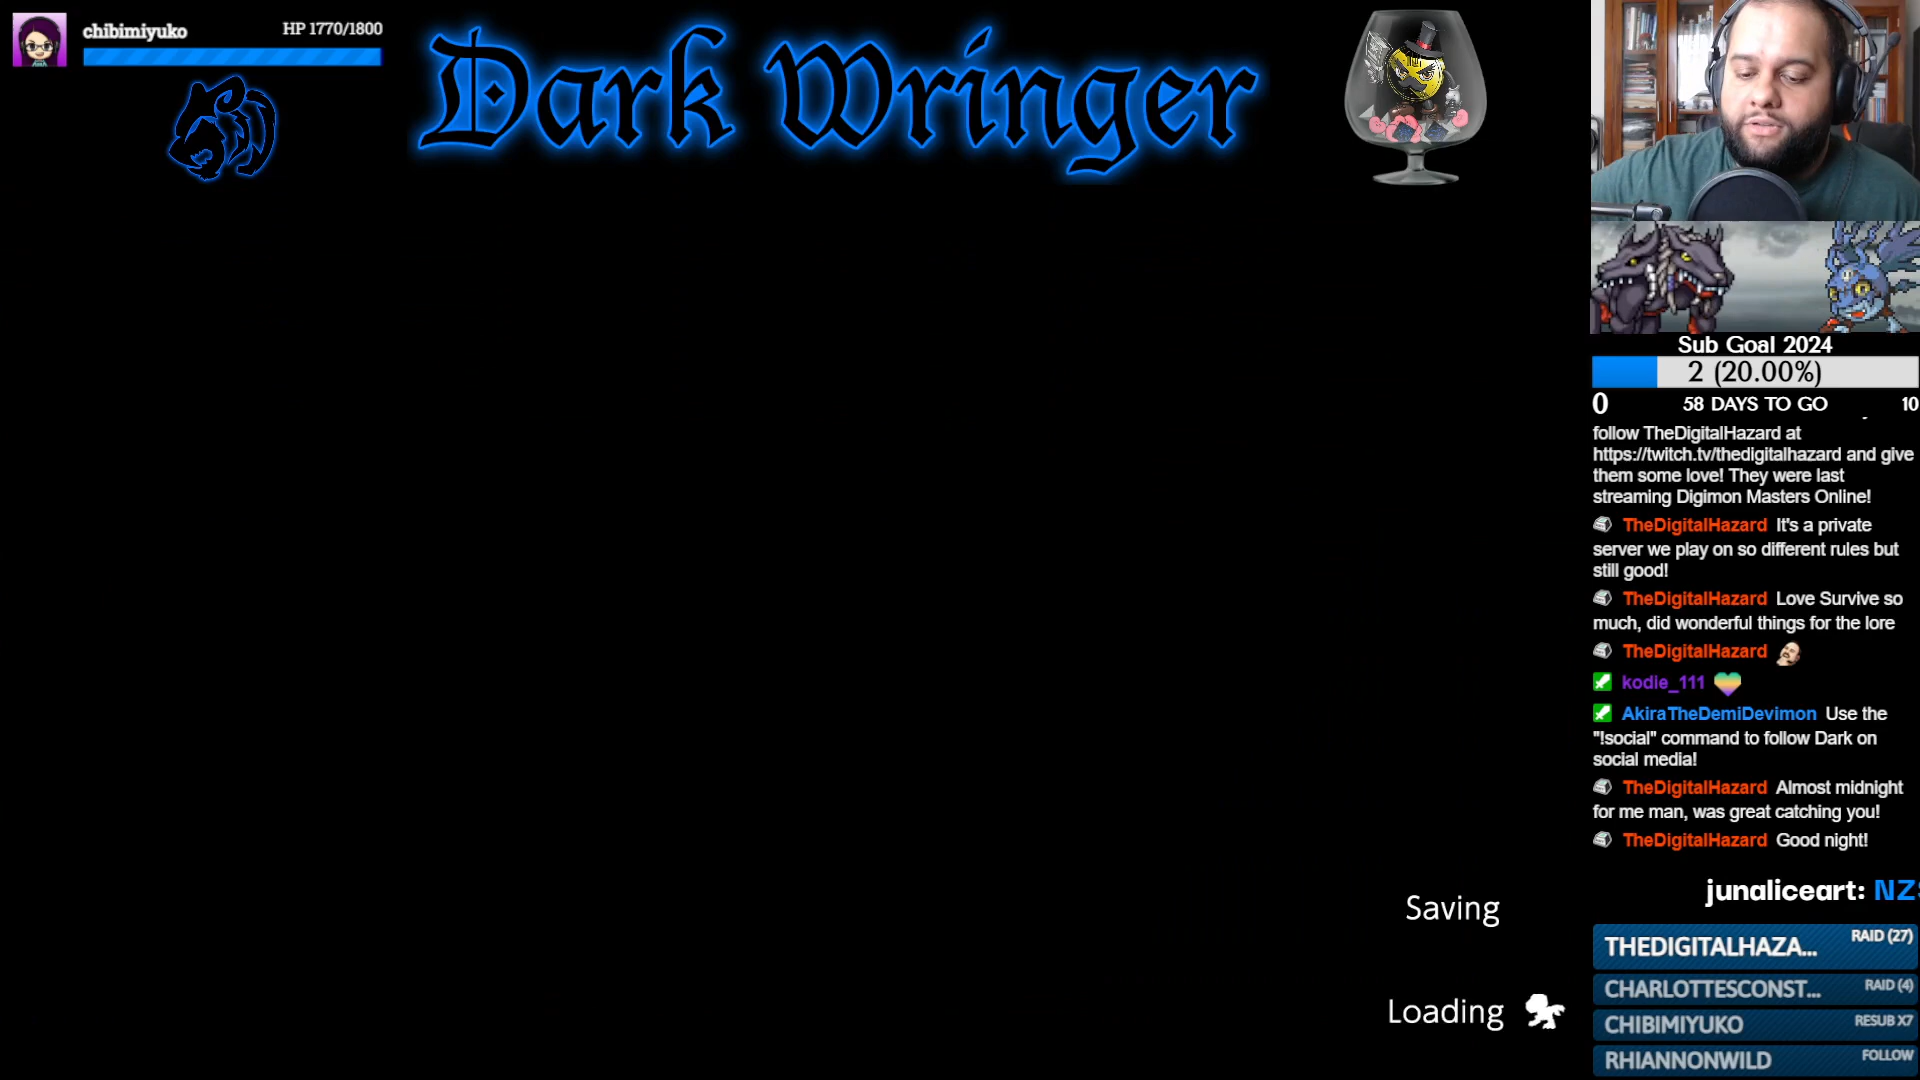 chibimiyuko
HP 1770/1800
Dark Wringer
Sub Goal 2024
2 (20.00%)
0
58 DAYS TO GO
10
follow TheDigitalHazard at
https://twitch.tv/thedigitalhazard and give
them some love! They were last
streaming Digimon Masters Online!
TheDigitalHazard It's a private
server we play on so different rules but
still good!
TheDigitalHazard Love Survive so
much, did wonderful things for the lore
TheDigitalHazard
kodie_111
AkiraTheDemiDevimon Use the
"!social" command to follow Dark on
social media!
TheDigitalHazard Almost midnight
for me man, was great catching you!
TheDigitalHazard Good night!
Saving
junaliceart: NZ
THEDIGITALHAZA... RAID (27)
CHARLOTTESCONST... RAID (4)
Loading
CHIBIMIYUKO RESUB X7
RHIANNONWILD FOLLOW